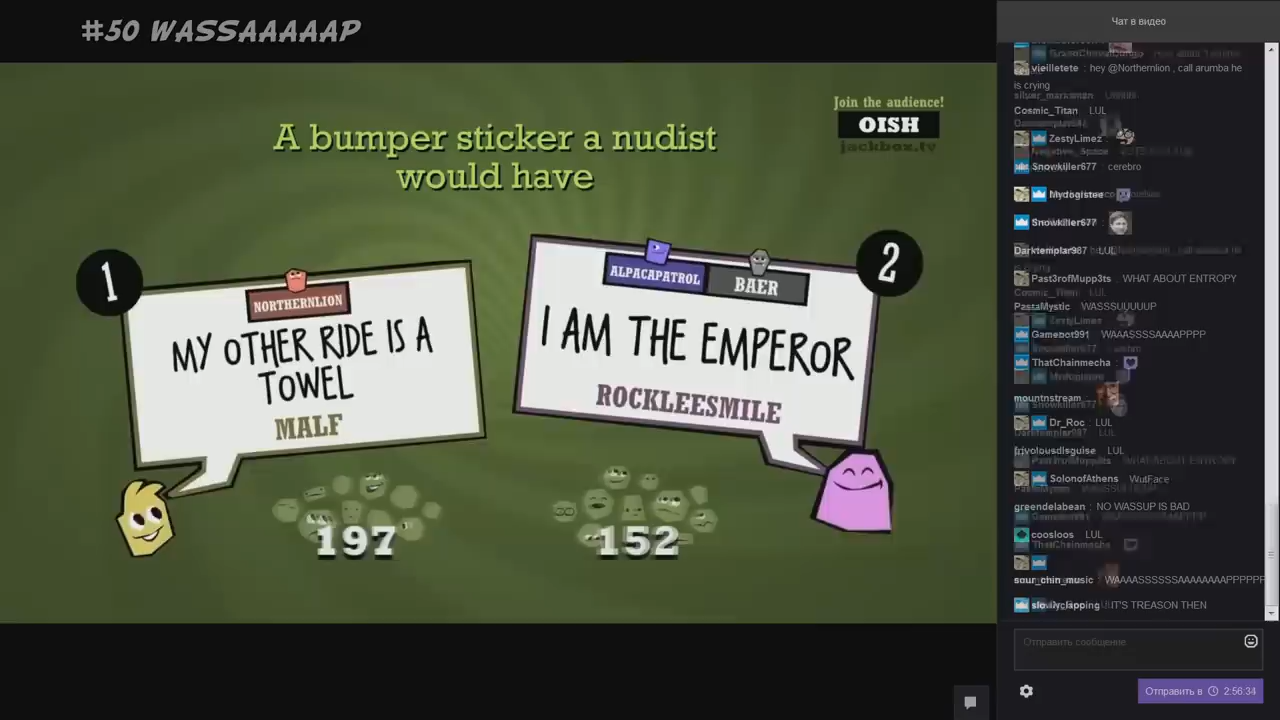 #50 WASSAAAAAP
Join the audience!
OISH
jackbox.tv
A bumper sticker a nudist
would have
1
NORTHERNLION
MY OTHER RIDE IS A
TOWEL
MALF
2
ALPACAPATROL
BAER
I AM THE EMPEROR
ROCKLEESMILE
197
152
Чат в видео
vieilletete : hey @Northernlion , call arumba he
is crying
Cosmic_Titan LUL
ZestyLimez
Snowkiller677 cerebro
Mydogistee
Snowkiller677
Darktemplar987 LUL
Past3rofMupp3ts : WHAT ABOUT ENTROPY
PastaMystic WASSSUUUUUP
Gamebot991 WAAASSSSAAAAPPPP
ThatChainmecha
mountnstream
Dr_Roc : LUL
frivolousdisguise LUL
SolonofAthens WutFace
greendelabean : NO WASSUP IS BAD
coosloos LUL
sour_chin_music : WAAAASSSSSSAAAAAAAAPPPPPP
slowlyclapping IT'S TREASON THEN
Отправить сообщение
Отправить в 2:56:34